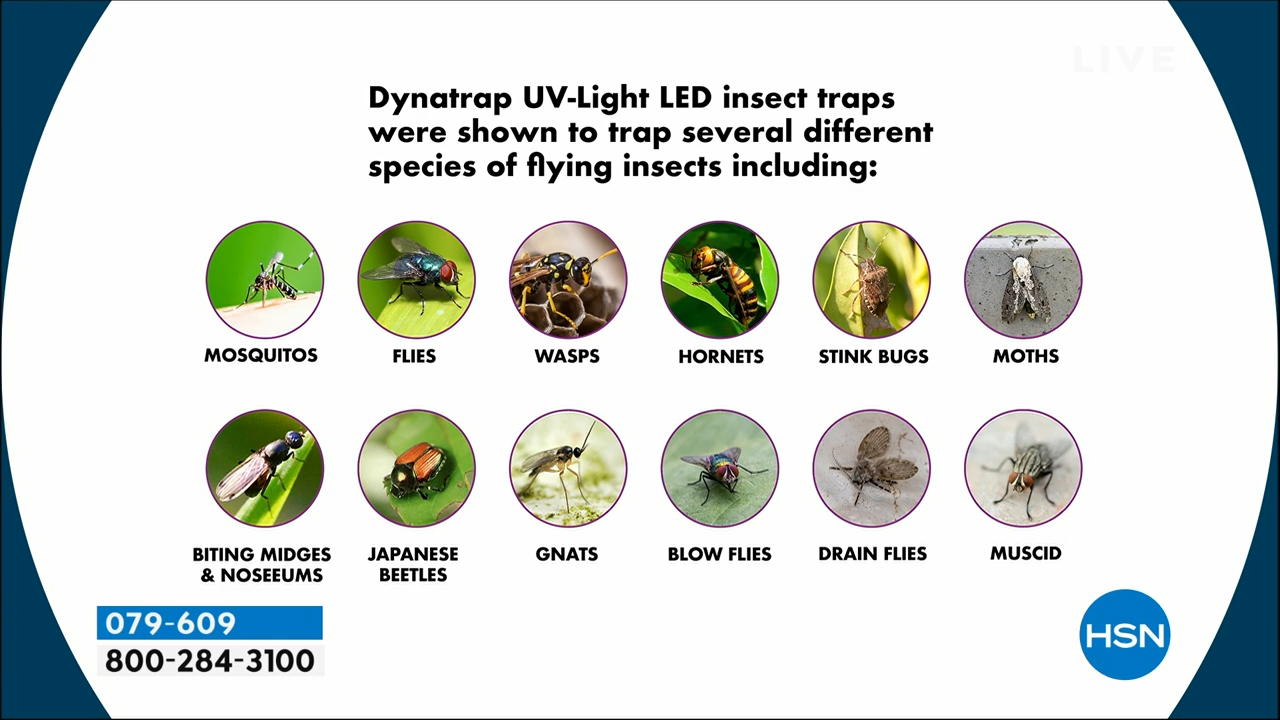 LIVE
Dynatrap UV-Light LED insect traps
were shown to trap several different
species of flying insects including:
MOSQUITOS
FLIES
WASPS
HORNETS
STINK BUGS
MOTHS
BITING MIDGES
& NOSEEUMS
JAPANESE
BEETLES
GNATS
BLOW FLIES
DRAIN FLIES
MUSCID
079-609
800-284-3100
HSN